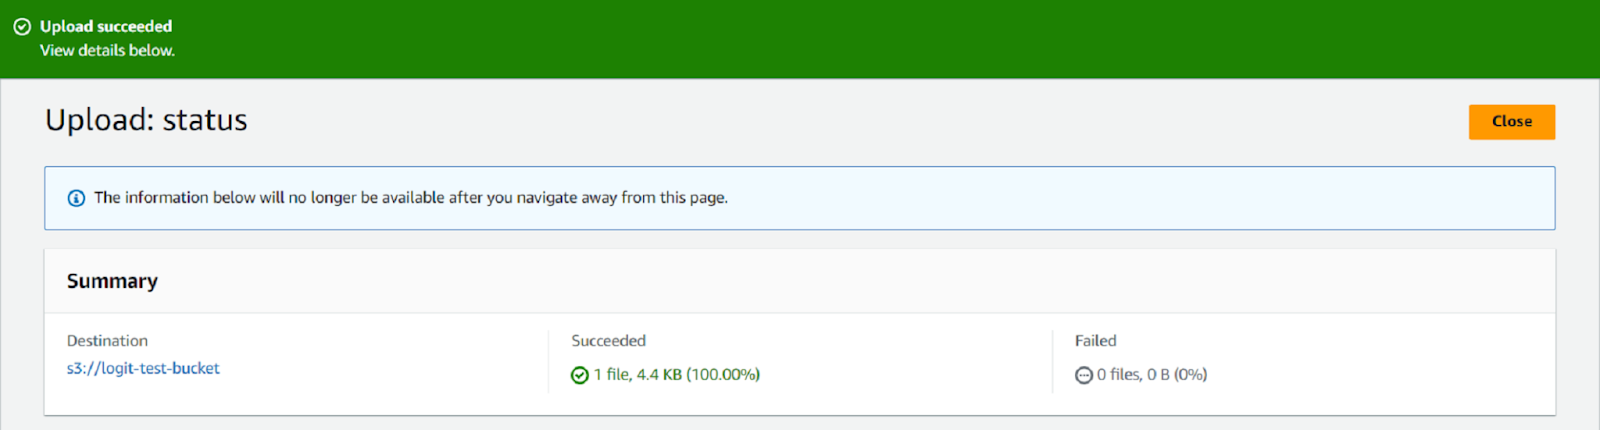 Upload succeeded
View details below.
Upload: status
Close
The information below will no longer be available after you navigate away from this page.
Summary
Destination
s3://logit-test-bucket
Succeeded
1 file, 4.4 KB (100.00%)
Failed
0 files, 0 B (0%)